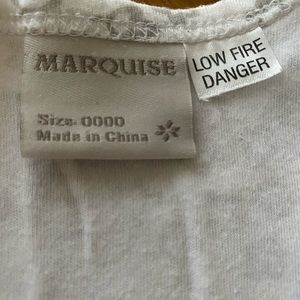 MARQUISE
Size 0000
Made in China
LOW FIRE
DANGER